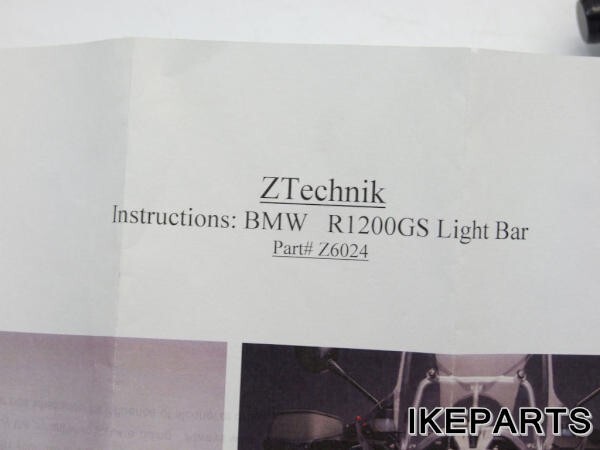 ZTechnik
Instructions: BMW R1200GS Light Bar
Part# Z6024
IKEPARTS